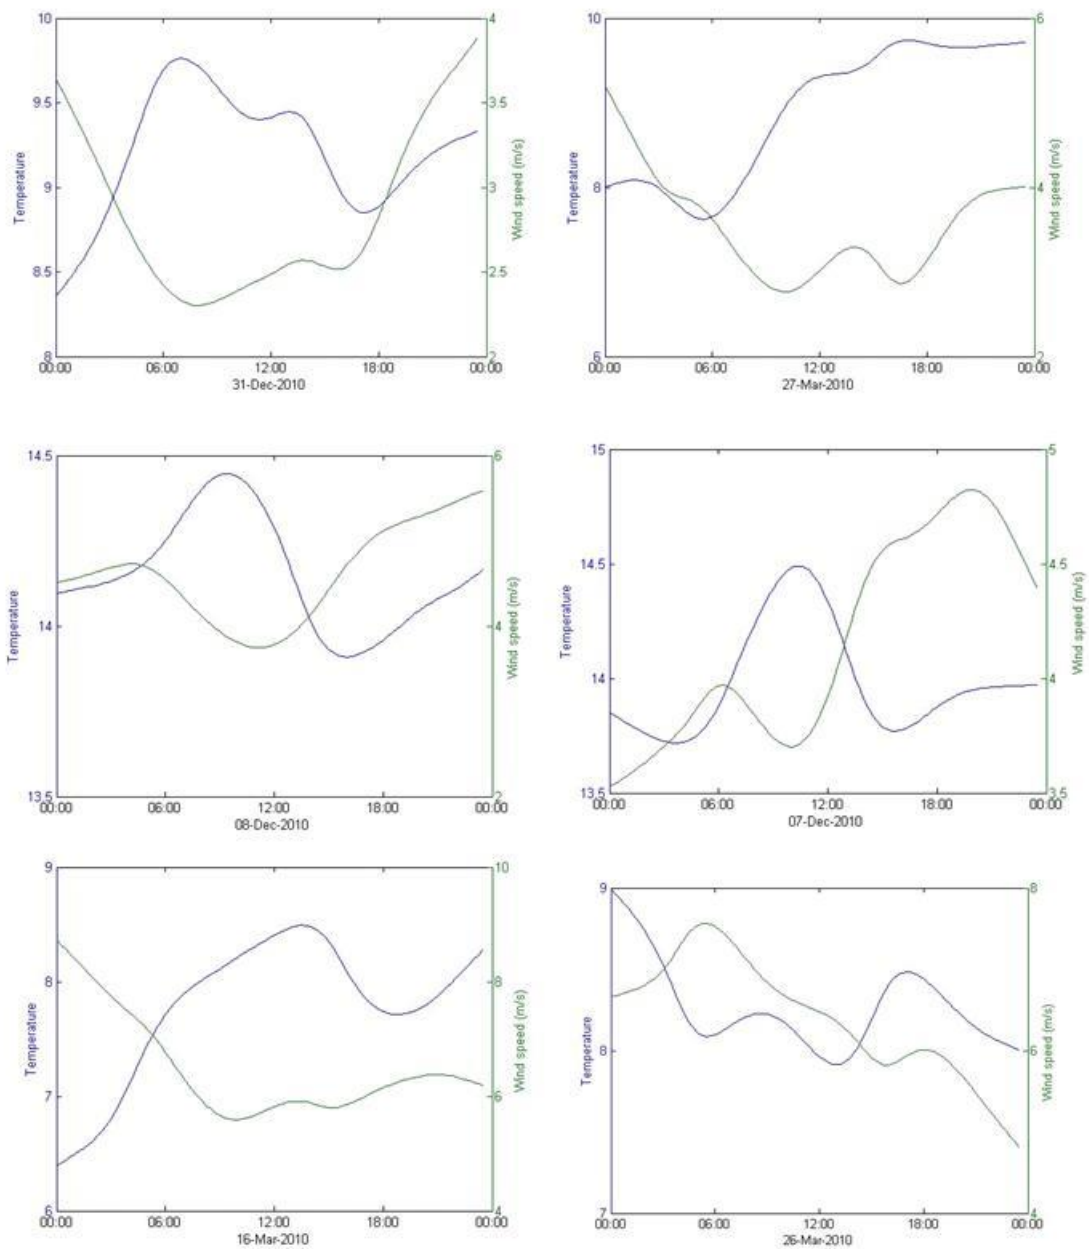 10
9.5
9
8.5
8
Temperature
4
3.5
3
2.5
2
Wind speed (m/s)
00:00 06:00 12:00 18:00 00:00
31-Dec-2010
10
8
6
Temperature
6
4
2
Wind speed (m/s)
00:00 06:00 12:00 18:00 00:00
27-Mar-2010
14.5
14
13.5
Temperature
6
4
2
Wind speed (m/s)
00:00 06:00 12:00 18:00 00:00
08-Dec-2010
15
14.5
14
13.5
Temperature
5
4.5
4
3.5
Wind speed (m/s)
00:00 06:00 12:00 18:00 00:00
07-Dec-2010
9
8
7
6
Temperature
10
8
6
4
Wind speed (m/s)
00:00 06:00 12:00 18:00 00:00
16-Mar-2010
9
8
7
Temperature
8
6
4
Wind speed (m/s)
00:00 06:00 12:00 18:00 00:00
26-Mar-2010